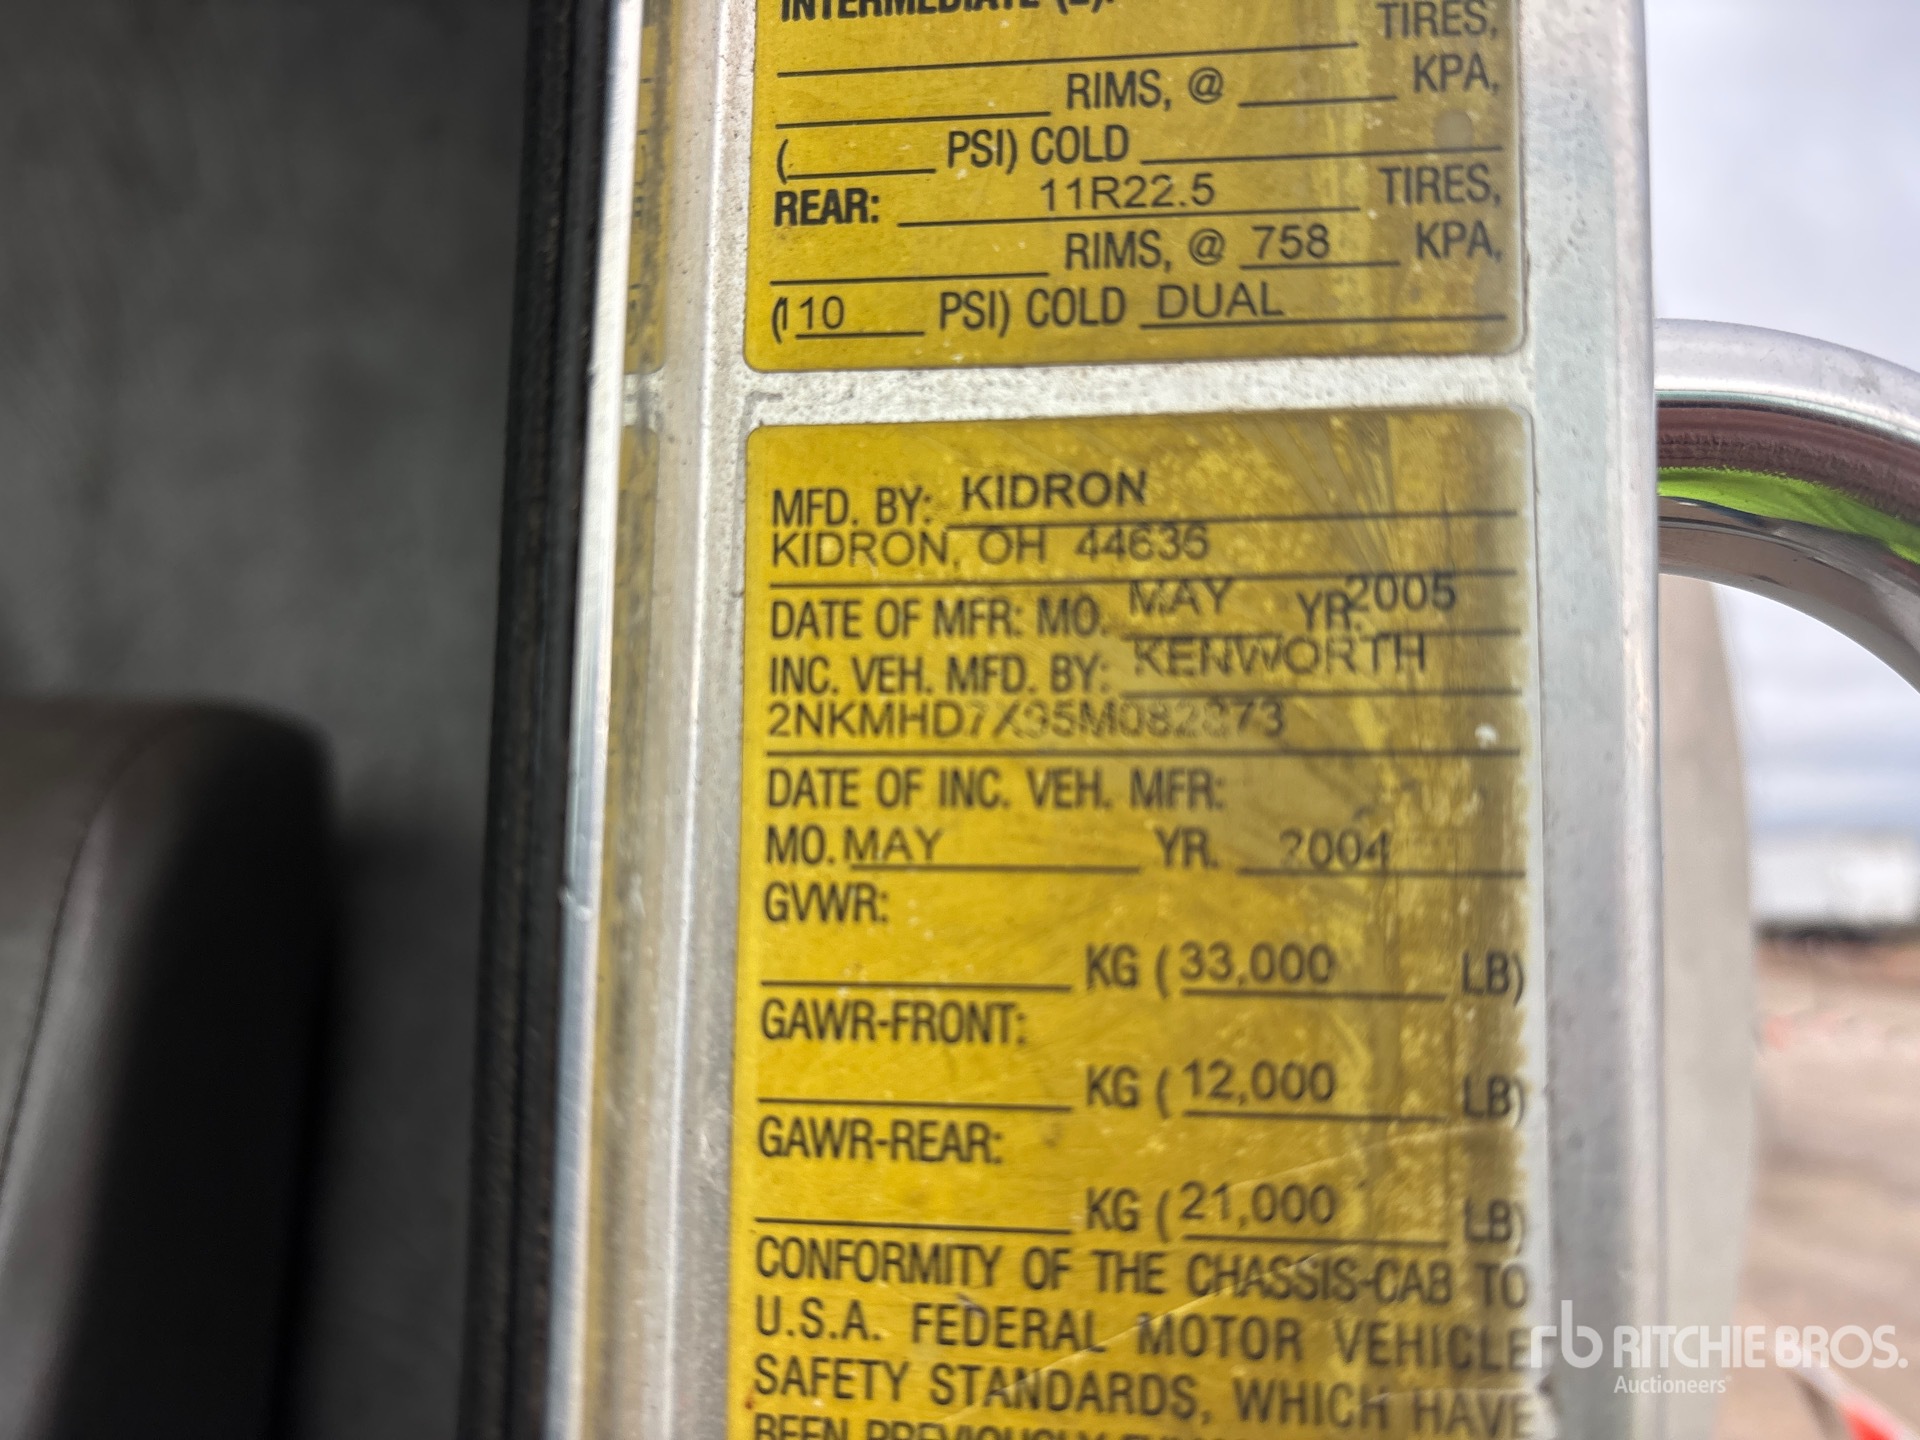 INTERMEDIATE (2):
TIRES,
RIMS, @ KPA,
( PSI) COLD
REAR: 11R22.5 TIRES,
RIMS, @ 758 KPA,
(110 PSI) COLD DUAL
MFD. BY: KIDRON
KIDRON, OH 44636
DATE OF MFR: MO. MAY YR. 2005
INC. VEH. MFD. BY: KENWORTH
DATE OF INC. VEH. MFR:
MO. MAY YR. 2004
GVWR:
KG (33,000 LB)
GAWR-FRONT:
KG (12,000 LB)
GAWR-REAR:
KG (21,000 LB)
CONFORMITY OF THE CHASSIS-CAB TO
U.S.A. FEDERAL MOTOR VEHICLE
SAFETY STANDARDS, WHICH HAVE
BEEN PREVIOUSLY
rb RITCHIE BROS.
Auctioneers